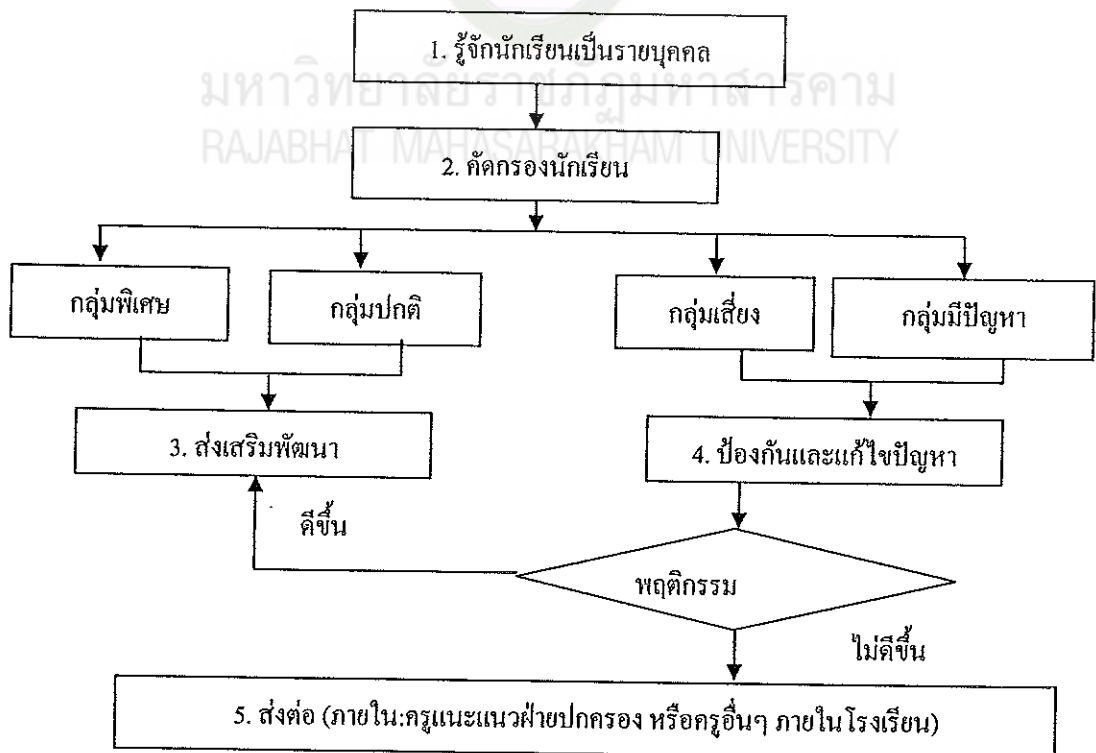 1. รู้จักนักเรียนเป็นรายบุคคล
มหาวิทยาลัยราชภัฏมหาสารคาม
RAJABHAT MAHASARAKHAM UNIVERSITY
2. คัดกรองนักเรียน
กลุ่มพิเศษ
กลุ่มปกติ
กลุ่มเสี่ยง
กลุ่มมีปัญหา
3. ส่งเสริมพัฒนา
4. ป้องกันและแก้ไขปัญหา
ดีขึ้น
พฤติกรรม
ไม่ดีขึ้น
5. ส่งต่อ (ภายใน:ครูแนะแนวฝ่ายปกครอง หรือครูอื่นๆ ภายในโรงเรียน)